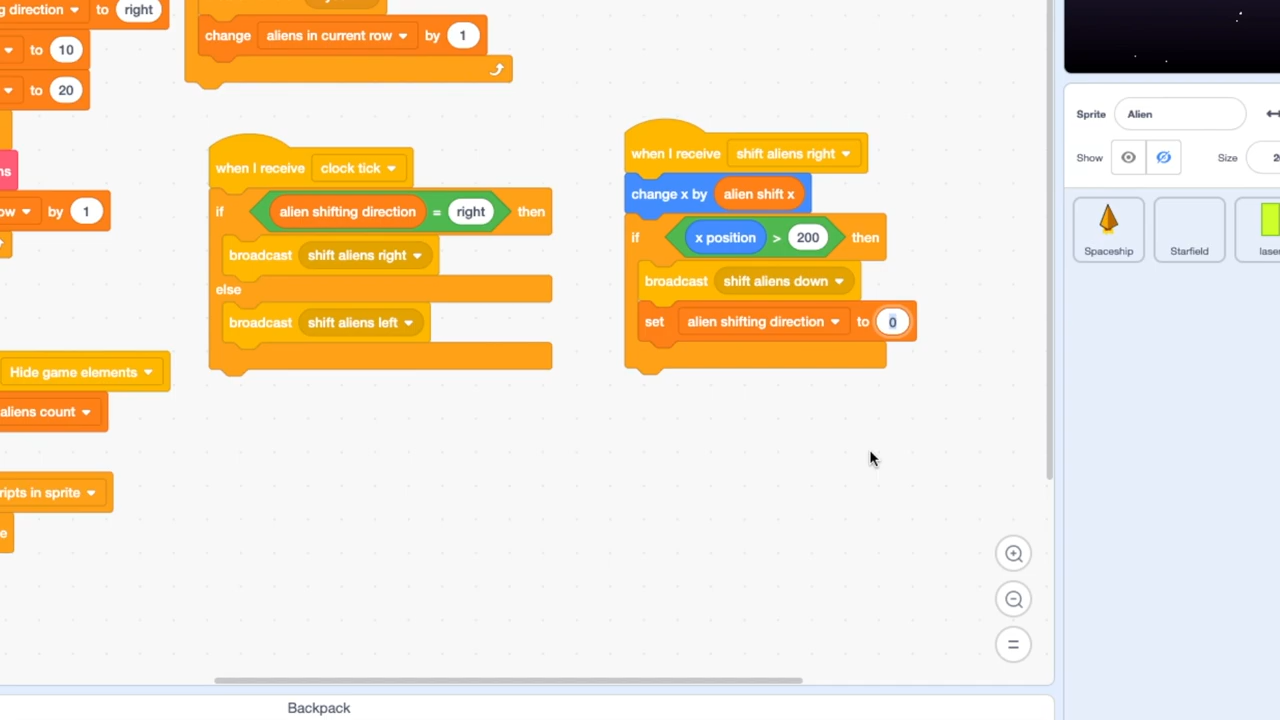 direction to right
to 10
to 20
by 1
Hide game elements
aliens count
in sprite
change aliens in current row by 1
when I receive clock tick
if alien shifting direction = right then
broadcast shift aliens right
else
broadcast shift aliens left
when I receive shift aliens right
change x by alien shift x
if x position > 200 then
broadcast shift aliens down
set alien shifting direction to 0
Sprite Alien
Show Size
Spaceship Starfield
Backpack